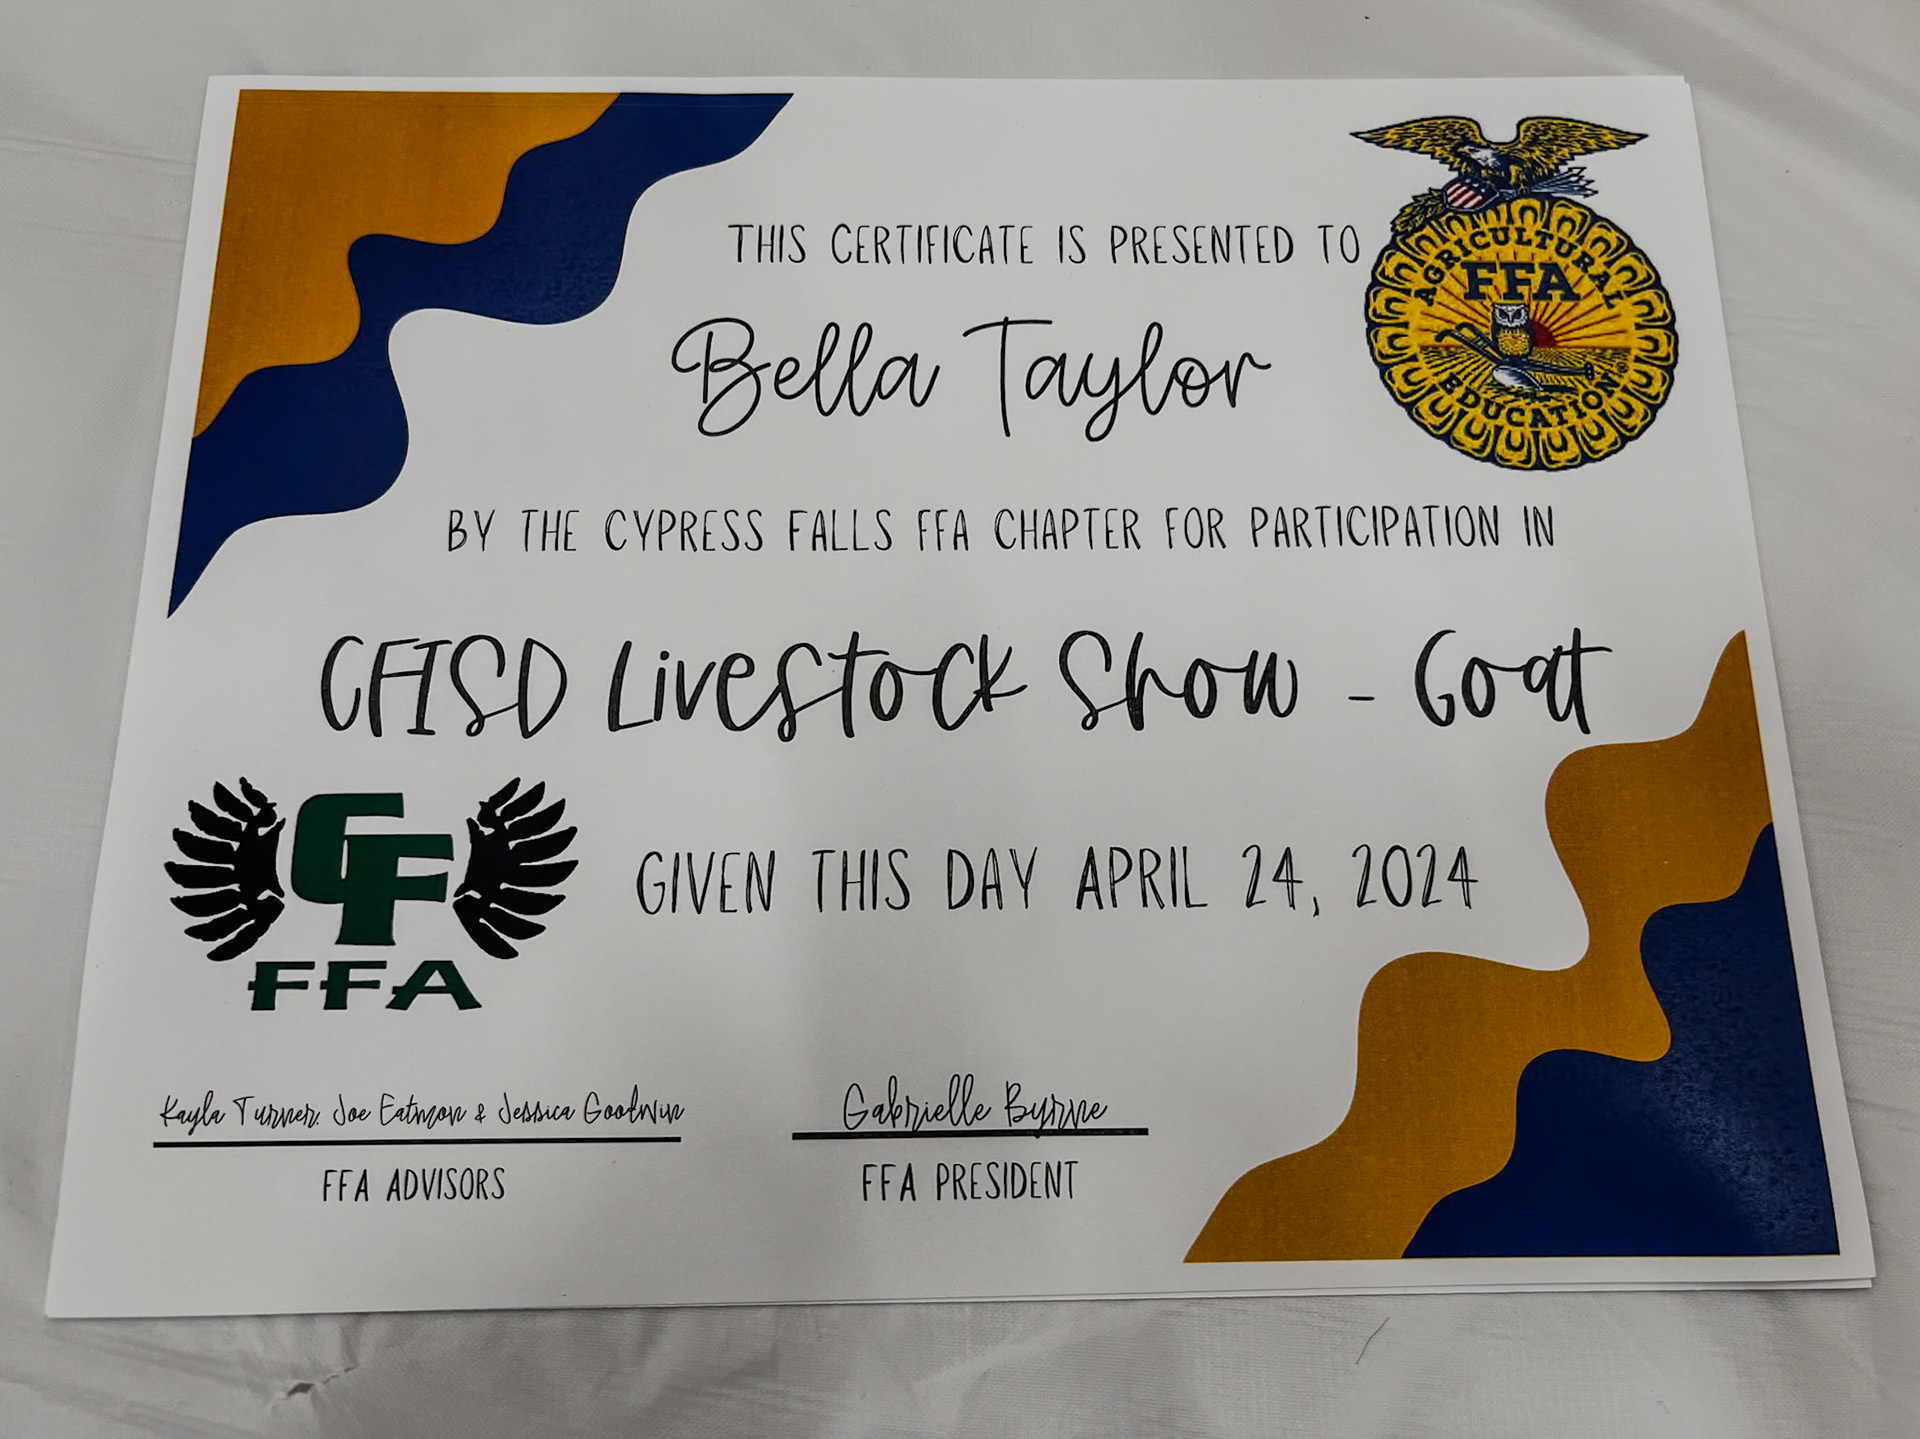 THIS CERTIFICATE IS PRESENTED TO
AGRICULTURAL
FFA
EDUCATION
Bella Taylor
BY THE CYPRESS FALLS FFA CHAPTER FOR PARTICIPATION IN
CFISD Livestock Show - Goat
CF
FFA
GIVEN THIS DAY APRIL 24, 2024
Kayla Turner, Joe Eatmon & Jessica Goodwin
Gabrielle Byrne
FFA ADVISORS
FFA PRESIDENT